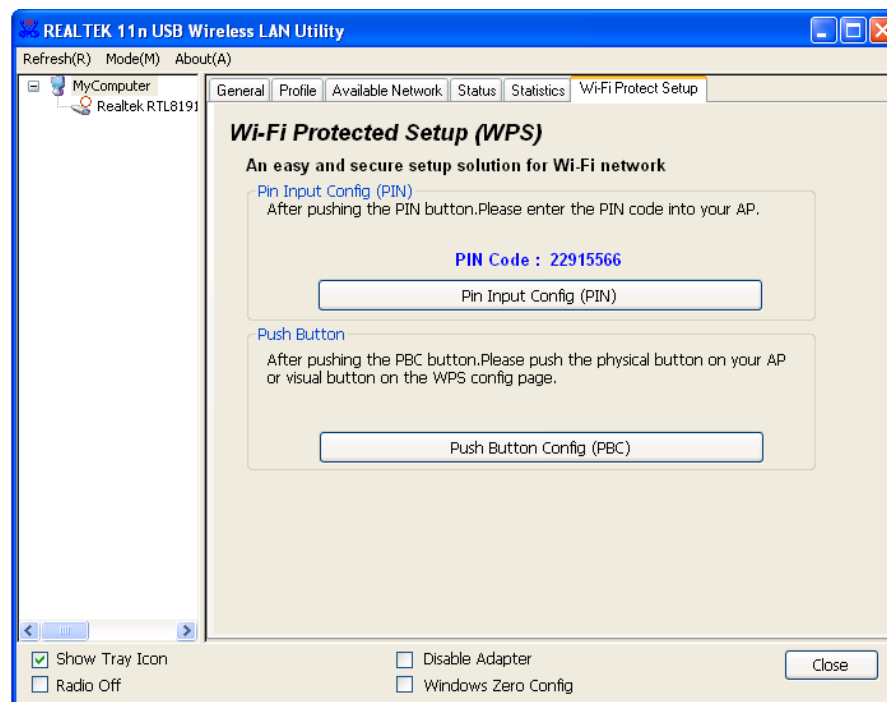 REALTEK 11n USB Wireless LAN Utility
Refresh(R) Mode(M) About(A)
MyComputer
Realtek RTL8191
General Profile Available Network Status Statistics Wi-Fi Protect Setup
Wi-Fi Protected Setup (WPS)
An easy and secure setup solution for Wi-Fi network
Pin Input Config (PIN)
After pushing the PIN button.Please enter the PIN code into your AP.
PIN Code : 22915566
Pin Input Config (PIN)
Push Button
After pushing the PBC button.Please push the physical button on your AP
or visual button on the WPS config page.
Push Button Config (PBC)
Show Tray Icon
Disable Adapter
Close
Radio Off
Windows Zero Config